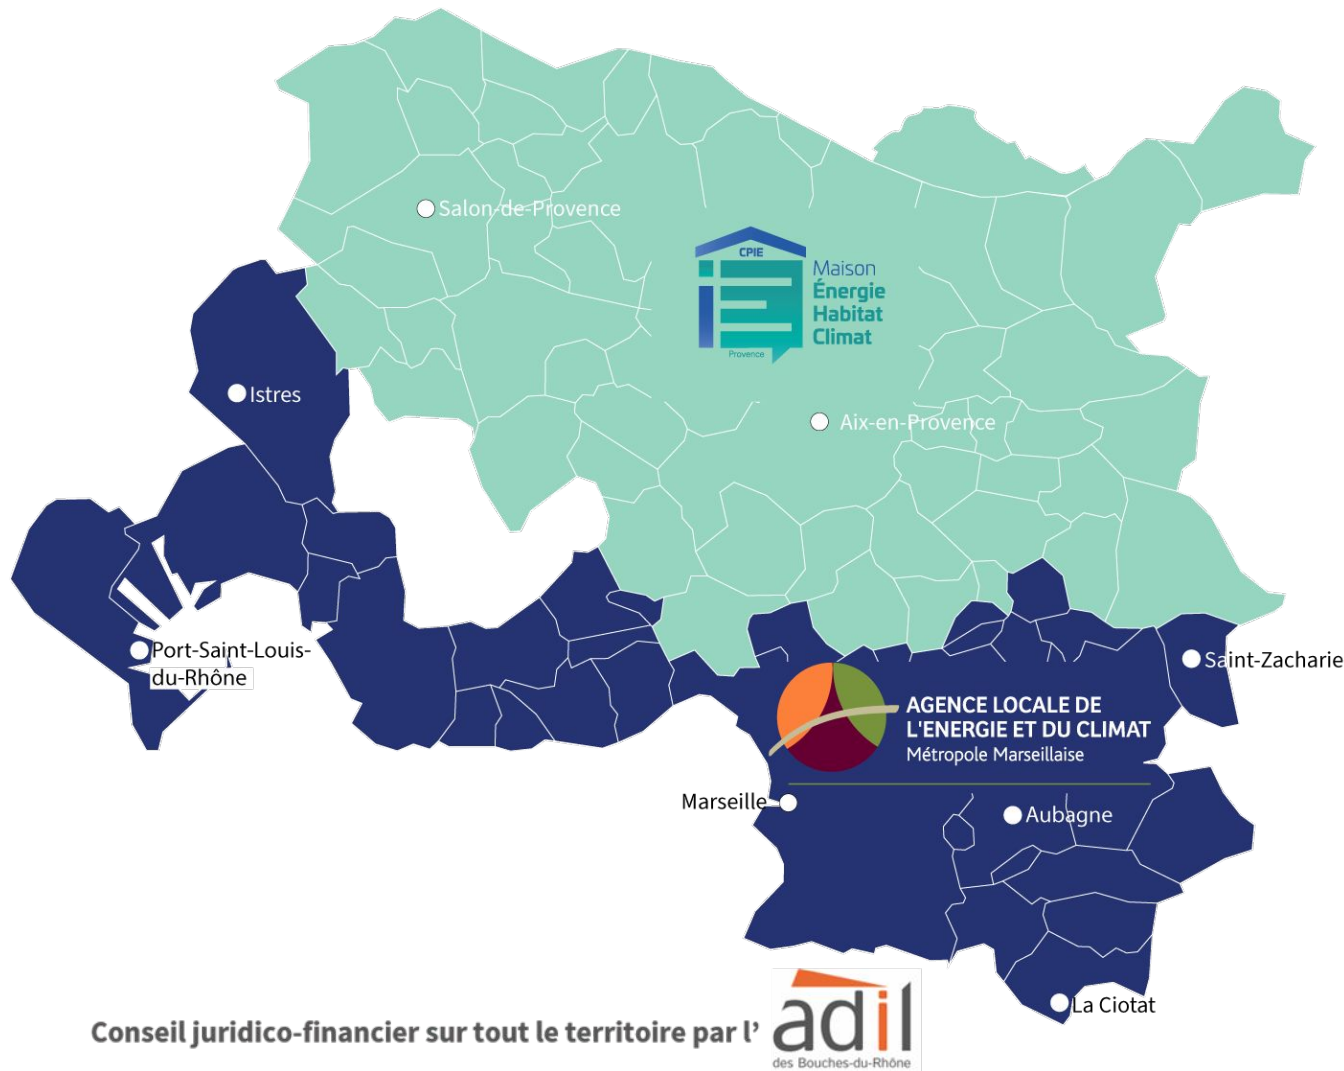 Salon-de-Provence
CPIE
Maison
Énergie
Habitat
Climat
Provence
Istres
Aix-en-Provence
Port-Saint-Louis-
du-Rhône
Saint-Zacharie
AGENCE LOCALE DE
L'ENERGIE ET DU CLIMAT
Métropole Marseillaise
Marseille
Aubagne
La Ciotat
Conseil juridico-financier sur tout le territoire par l’
adil
des Bouches-du-Rhône